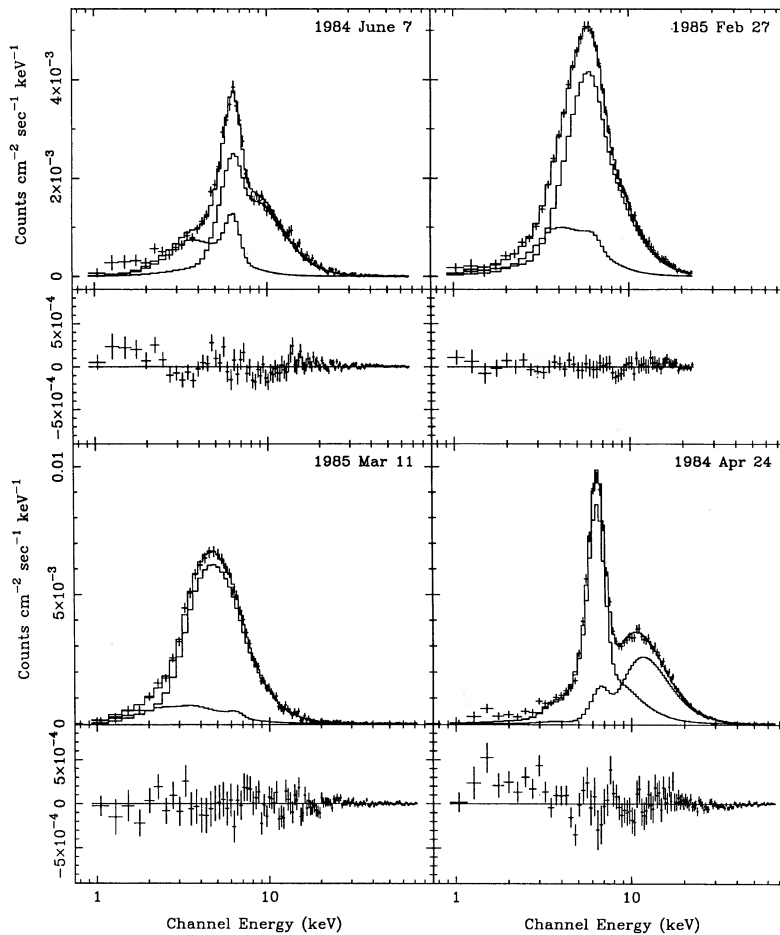 1984 June 7
1985 Feb 27
Counts cm⁻² sec⁻¹ keV⁻¹
4×10⁻³
2×10⁻³
0
5×10⁻⁴
0
−5×10⁻⁴
1985 Mar 11
1984 Apr 24
Counts cm⁻² sec⁻¹ keV⁻¹
0.01
5×10⁻³
0
5×10⁻⁴
0
−5×10⁻⁴
1 10
1 10
Channel Energy (keV)
Channel Energy (keV)